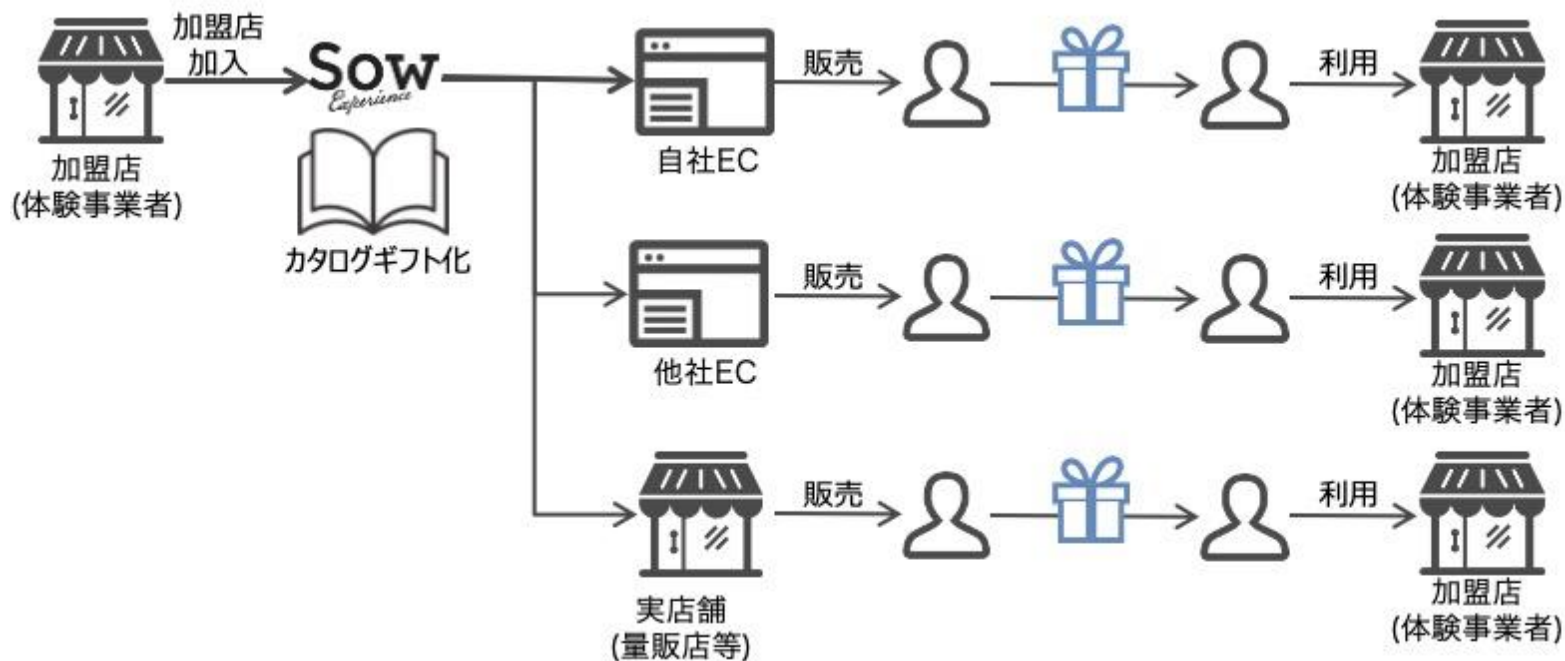 加盟店
加入
Sow
Experience
加盟店
(体験事業者)
カタログギフト化
自社EC
販売
利用
加盟店
(体験事業者)
他社EC
販売
利用
加盟店
(体験事業者)
実店舗
(量販店等)
販売
利用
加盟店
(体験事業者)